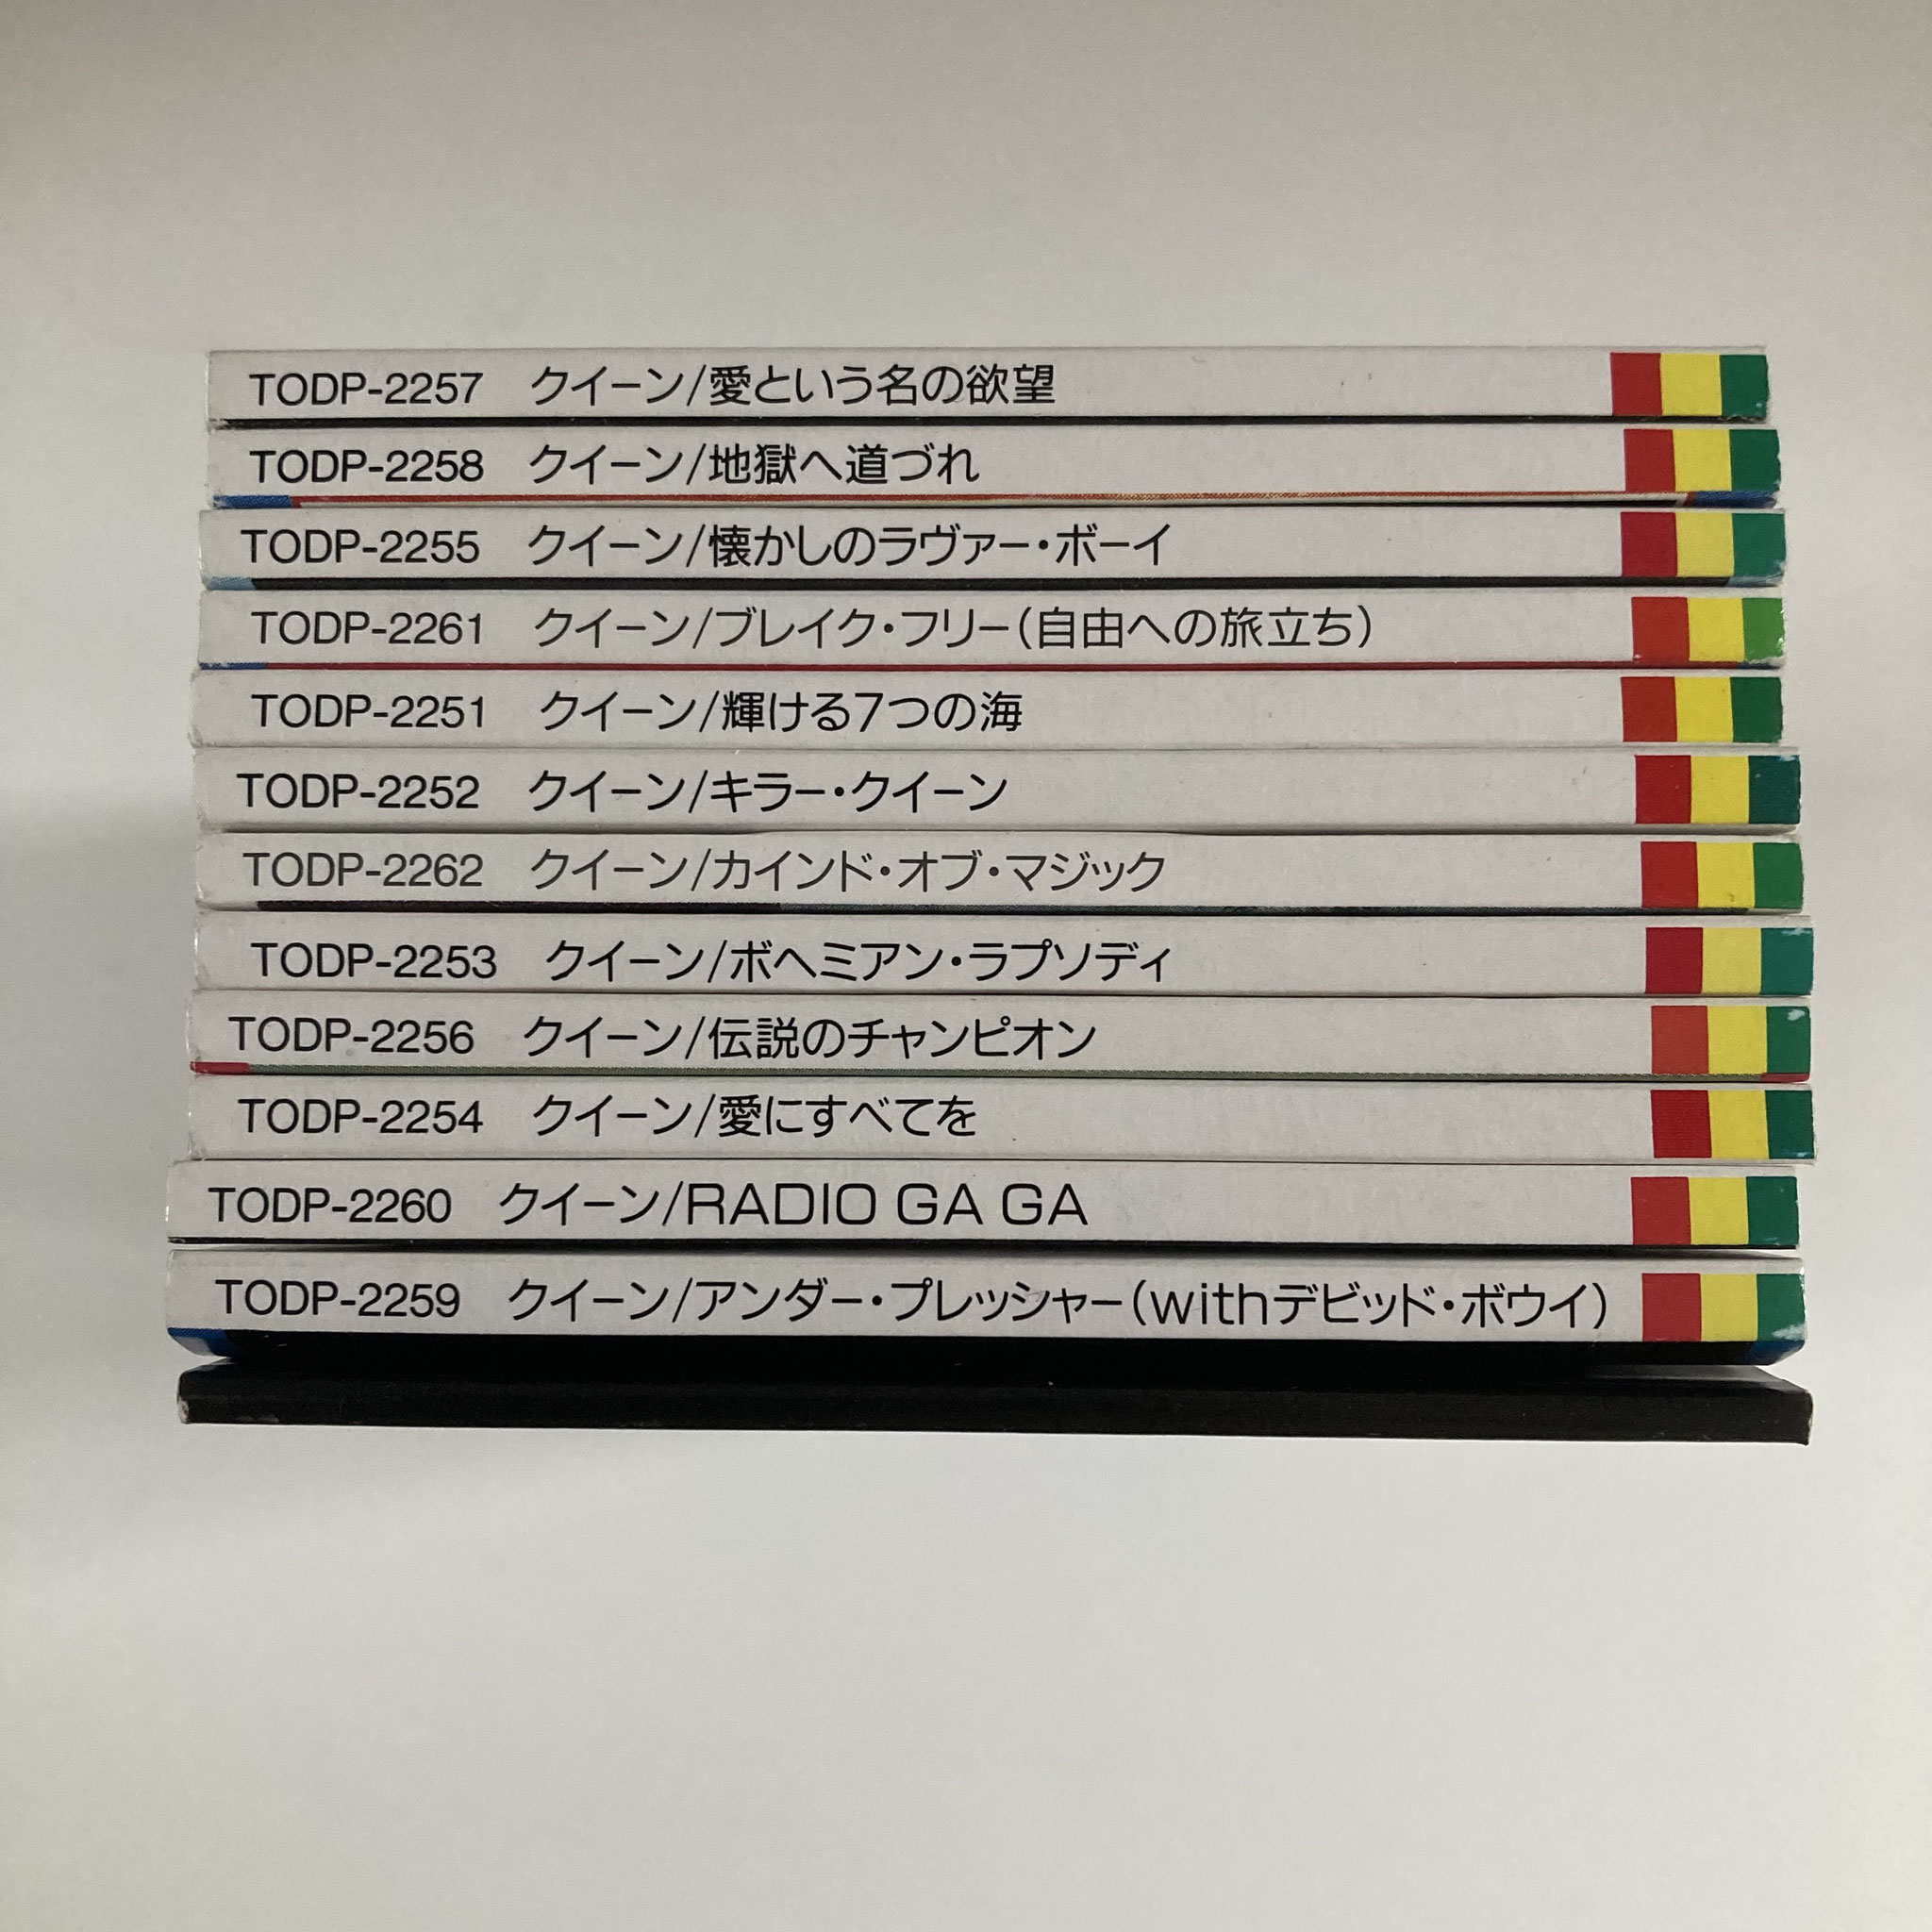 TODP-2257 クイーン/愛という名の欲望
TODP-2258 クイーン/地獄へ道づれ
TODP-2255 クイーン/懐かしのラヴァー・ボーイ
TODP-2261 クイーン/ブレイク・フリー(自由への旅立ち)
TODP-2251 クイーン/輝ける7つの海
TODP-2252 クイーン/キラー・クイーン
TODP-2262 クイーン/カインド・オブ・マジック
TODP-2253 クイーン/ボヘミアン・ラプソディ
TODP-2256 クイーン/伝説のチャンピオン
TODP-2254 クイーン/愛にすべてを
TODP-2260 クイーン/RADIO GA GA
TODP-2259 クイーン/アンダー・プレッシャー(withデビッド・ボウイ)